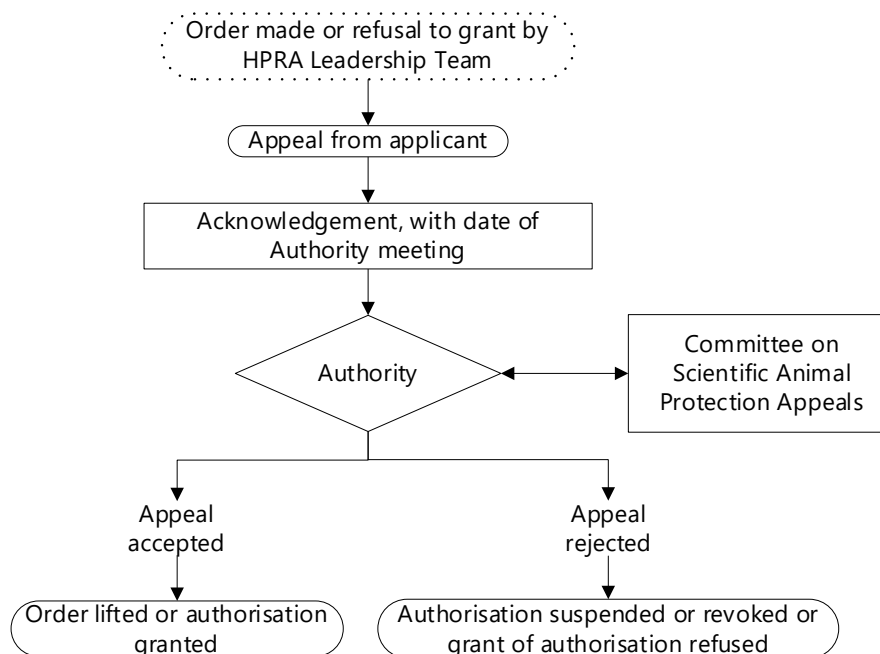 Order made or refusal to grant by
HPRA Leadership Team
Appeal from applicant
Acknowledgement, with date of
Authority meeting
Authority
Committee on
Scientific Animal
Protection Appeals
Appeal
accepted
Appeal
rejected
Order lifted or authorisation
granted
Authorisation suspended or revoked or
grant of authorisation refused